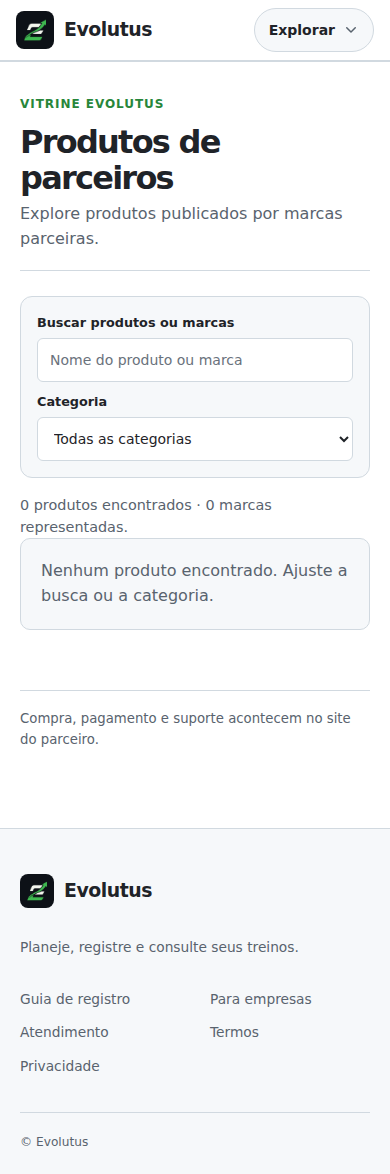 Evolutus
Explorar
VITRINE EVOLUTUS
Produtos de
parceiros
Explore produtos publicados por marcas
parceiras.
Buscar produtos ou marcas
Nome do produto ou marca
Categoria
Todas as categorias
0 produtos encontrados · 0 marcas
representadas.
Nenhum produto encontrado. Ajuste a
busca ou a categoria.
Compra, pagamento e suporte acontecem no site
do parceiro.
Evolutus
Planeje, registre e consulte seus treinos.
Guia de registro
Para empresas
Atendimento
Termos
Privacidade
© Evolutus